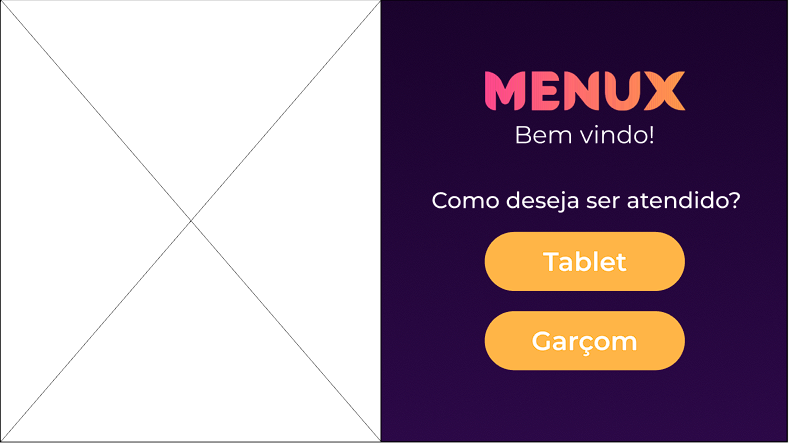 MENUX
Bem vindo!
Como deseja ser atendido?
Tablet
Garçom